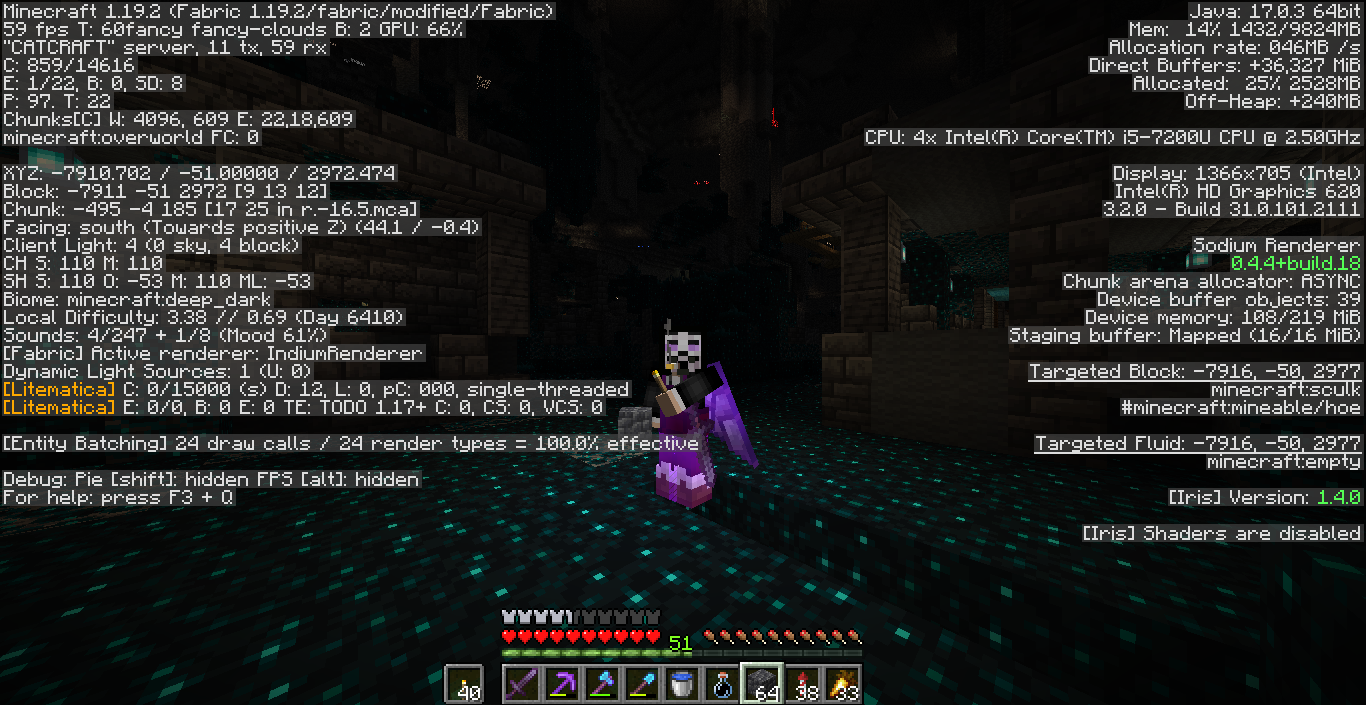 Minecraft 1.19.2 (Fabric 1.19.2/fabric/modified/Fabric)
59 fps T: 60fancy fancy-clouds B: 2 GPU: 66%
"CATCRAFT" server, 11 tx, 59 rx
C: 859/14616
E: 1/22, B: 0, SD: 8
P: 97. T: 22
Chunks[C] W: 4096, 609 E: 22,18,609
minecraft:overworld FC: 0
XYZ: -7910.702 / -51.00000 / 2972.474
Block: -7911 -51 2972 [9 13 12]
Chunk: -495 -4 185 [17 25 in r.-16.5.mca]
Facing: south (Towards positive Z) (44.1 / -0.4)
Client Light: 4 (0 sky, 4 block)
CH S: 110 M: 110
SH S: 110 O: -53 M: 110 ML: -53
Biome: minecraft:deep_dark
Local Difficulty: 3.38 // 0.69 (Day 6410)
Sounds: 4/247 + 1/8 (Mood 61%)
[Fabric] Active renderer: IndiumRenderer
Dynamic Light Sources: 1 (U: 0)
[Litematica] C: 0/15000 (s) D: 12, L: 0, pC: 000, single-threaded
[Litematica] E: 0/0, B: 0 E: 0 TE: TODO 1.17+ C: 0, CS: 0, VCS: 0
[Entity Batching] 24 draw calls / 24 render types = 100.0% effective
Debug: Pie [shift]: hidden FPS [alt]: hidden
For help: press F3 + Q
Java: 17.0.3 64bit
Mem: 14% 1432/9824MB
Allocation rate: 046MB /s
Direct Buffers: +36,327 MiB
Allocated: 25% 2528MB
Off-Heap: +240MB
CPU: 4x Intel(R) Core(TM) i5-7200U CPU @ 2.50GHz
Display: 1366x705 (Intel)
Intel(R) HD Graphics 620
3.2.0 - Build 31.0.101.2111
Sodium Renderer
0.4.4+build.18
Chunk arena allocator: ASYNC
Device buffer objects: 39
Device memory: 108/219 MiB
Staging buffer: Mapped (16/16 MiB)
Targeted Block: -7916, -50, 2977
minecraft:sculk
#minecraft:mineable/hoe
Targeted Fluid: -7916, -50, 2977
minecraft:empty
[Iris] Version: 1.4.0
[Iris] Shaders are disabled
51
40
64
38
33